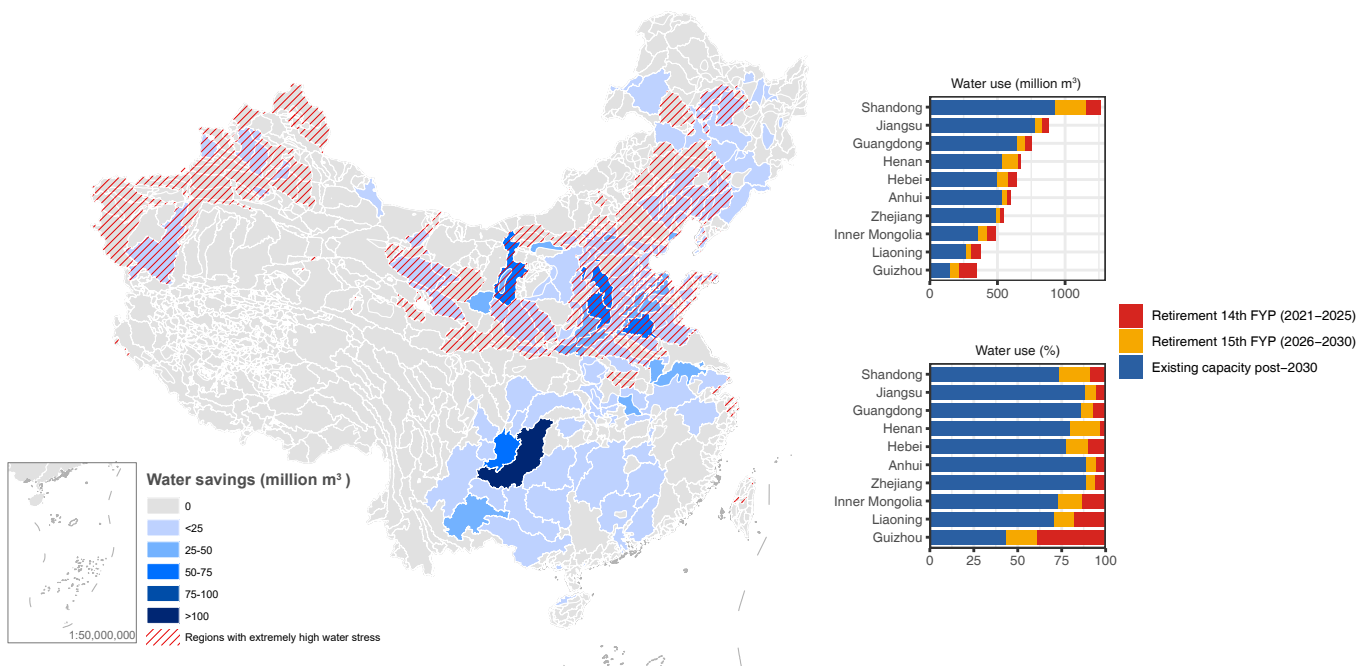 Water use (million m³)
Shandong
Jiangsu
Guangdong
Henan
Hebei
Anhui
Zhejiang
Inner Mongolia
Liaoning
Guizhou
0 500 1000
Retirement 14th FYP (2021–2025)
Retirement 15th FYP (2026–2030)
Existing capacity post−2030
Water use (%)
Shandong
Jiangsu
Guangdong
Henan
Hebei
Anhui
Zhejiang
Inner Mongolia
Liaoning
Guizhou
0 25 50 75 100
Water savings (million m³ )
0
<25
25-50
50-75
75-100
>100
Regions with extremely high water stress
1:50,000,000